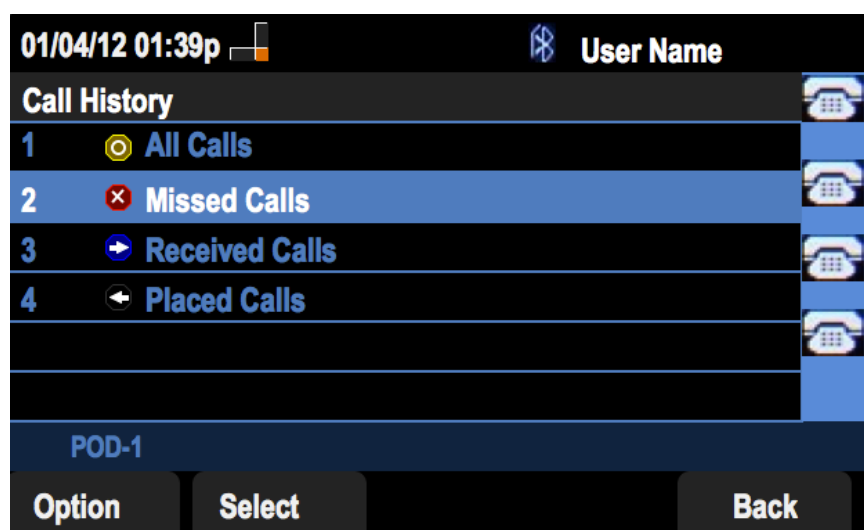 01/04/12 01:39p User Name
Call History
1 All Calls
2 Missed Calls
3 Received Calls
4 Placed Calls
POD-1
Option Select Back